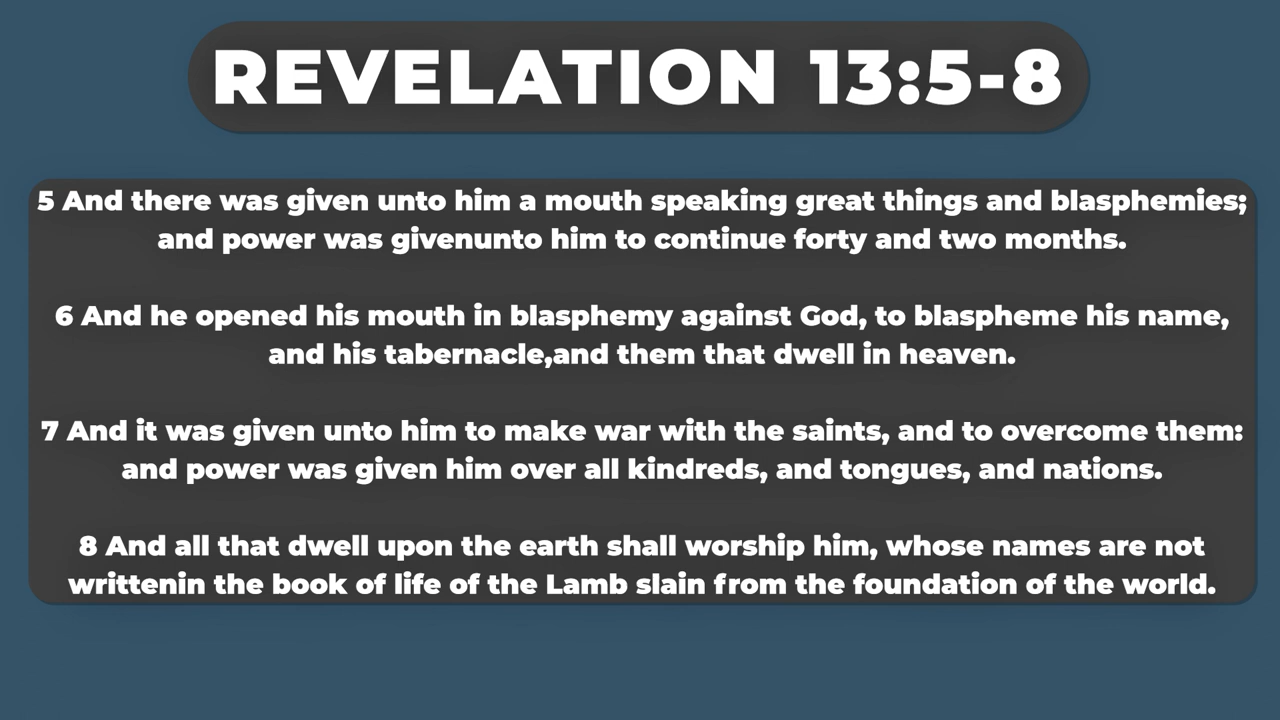 REVELATION 13:5-8
5 And there was given unto him a mouth speaking great things and blasphemies;
and power was givenunto him to continue forty and two months.
6 And he opened his mouth in blasphemy against God, to blaspheme his name,
and his tabernacle,and them that dwell in heaven.
7 And it was given unto him to make war with the saints, and to overcome them:
and power was given him over all kindreds, and tongues, and nations.
8 And all that dwell upon the earth shall worship him, whose names are not
writtenin the book of life of the Lamb slain from the foundation of the world.